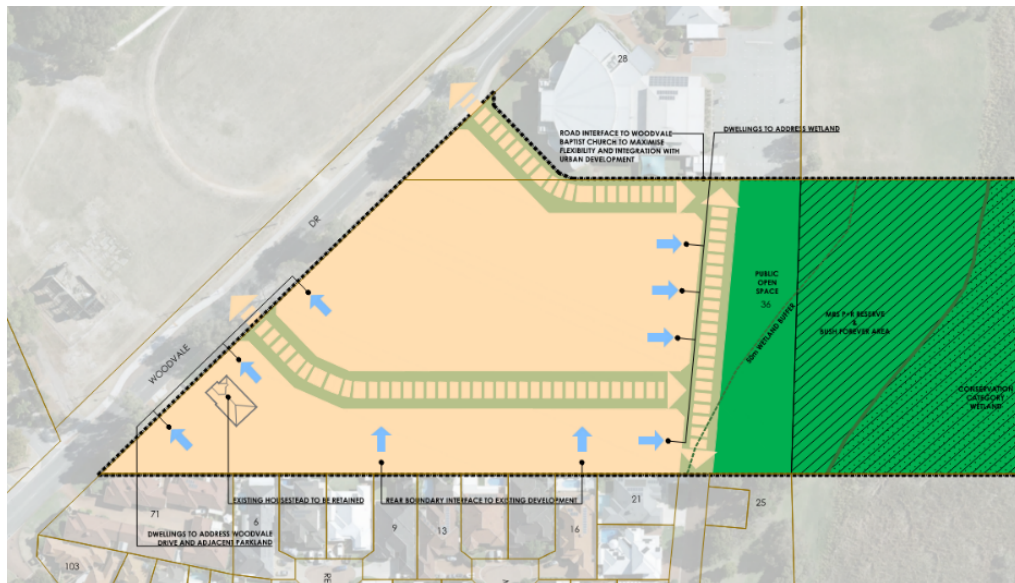 28
ROAD INTERFACE TO WOODVALE
BAPTIST CHURCH TO MAXIMISE
FLEXIBILITY AND INTEGRATION WITH
URBAN DEVELOPMENT
DWELLINGS TO ADDRESS WETLAND
DR
WOODVALE
PUBLIC
OPEN
SPACE
36
50m WETLAND BUFFER
MRS P+R RESERVE
BUSH FOREVER AREA
CONSERVATION
CATEGORY
WETLAND
EXISTING HOUSESTEAD TO BE RETAINED
REAR BOUNDARY INTERFACE TO EXISTING DEVELOPMENT
DWELLINGS TO ADDRESS WOODVALE
DRIVE AND ADJACENT PARKLAND
71
6
9
13
16
21
25
103
RE